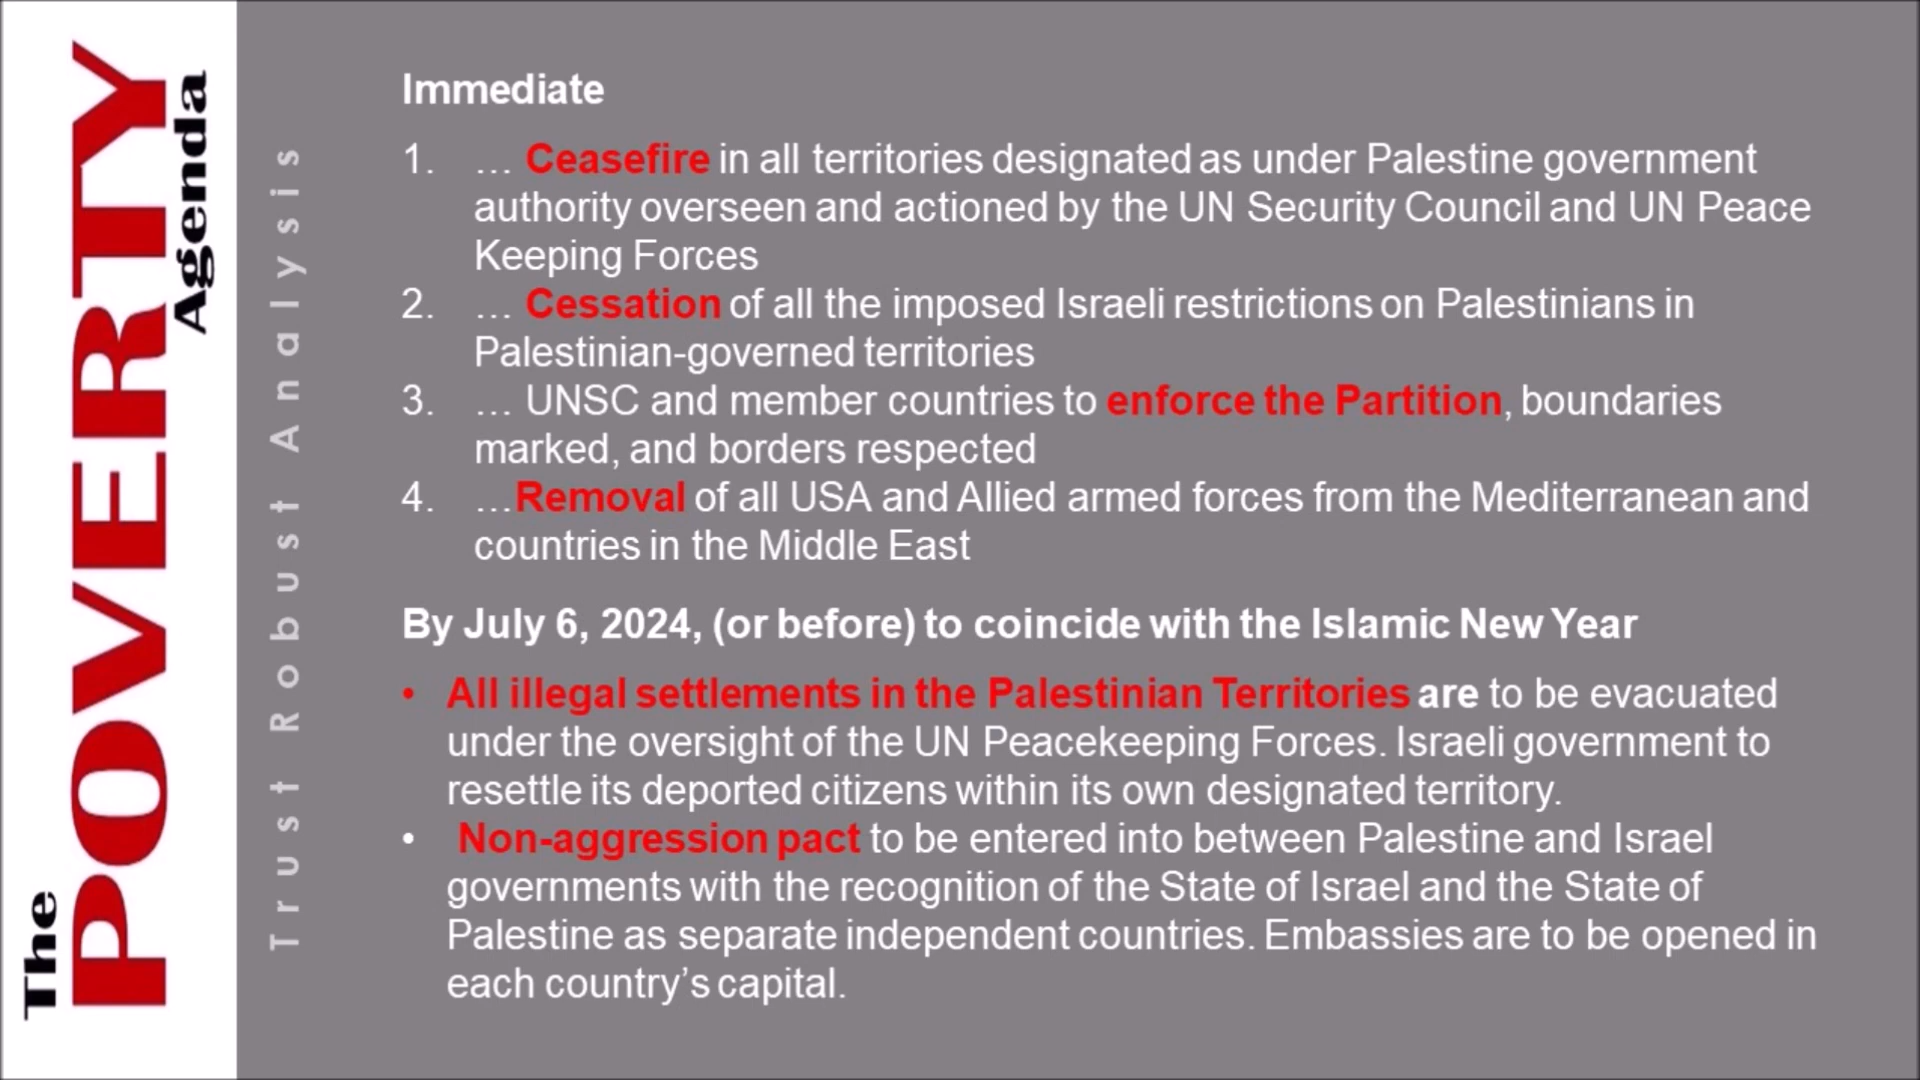 The
POVERTY
Agenda
Trust Robust Analysis
Immediate
1. … Ceasefire in all territories designated as under Palestine government
authority overseen and actioned by the UN Security Council and UN Peace
Keeping Forces
2. … Cessation of all the imposed Israeli restrictions on Palestinians in
Palestinian-governed territories
3. … UNSC and member countries to enforce the Partition, boundaries
marked, and borders respected
4. …Removal of all USA and Allied armed forces from the Mediterranean and
countries in the Middle East
By July 6, 2024, (or before) to coincide with the Islamic New Year
• All illegal settlements in the Palestinian Territories are to be evacuated
under the oversight of the UN Peacekeeping Forces. Israeli government to
resettle its deported citizens within its own designated territory.
• Non-aggression pact to be entered into between Palestine and Israel
governments with the recognition of the State of Israel and the State of
Palestine as separate independent countries. Embassies are to be opened in
each country’s capital.